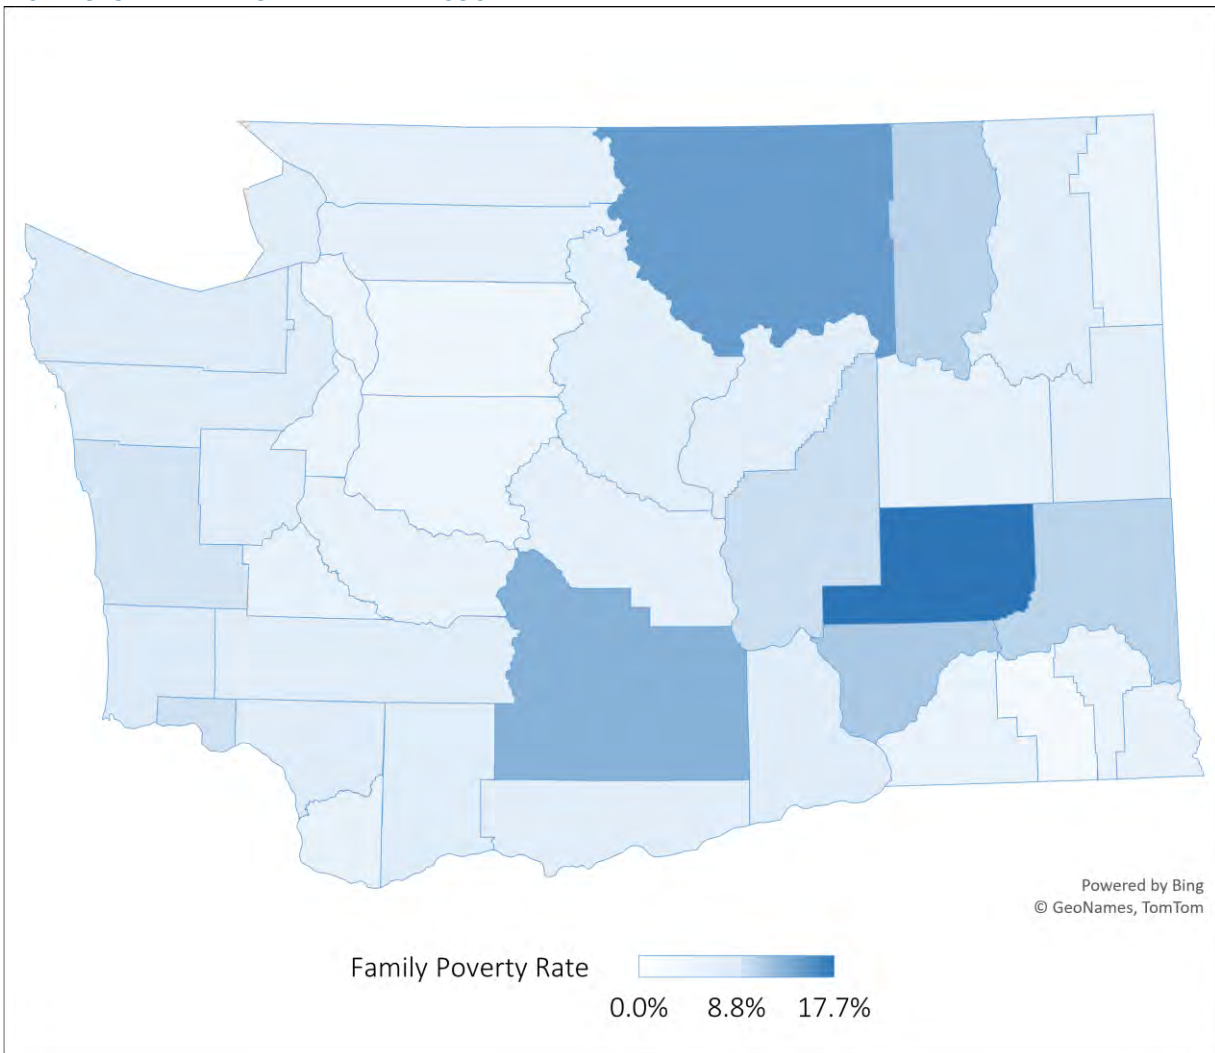 Powered by Bing
© GeoNames, TomTom
Family Poverty Rate
0.0% 8.8% 17.7%